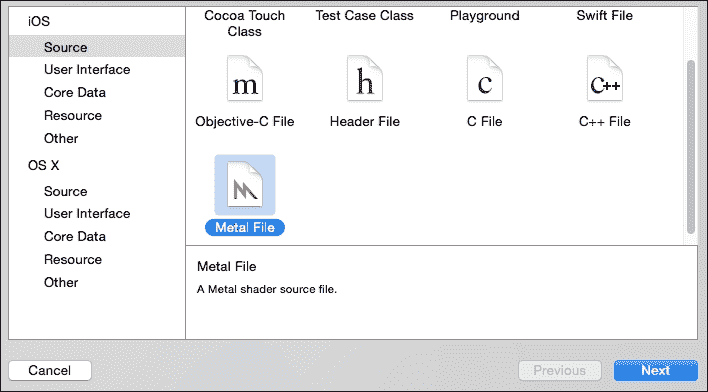 iOS
Source
User Interface
Core Data
Resource
Other
OS X
Source
User Interface
Core Data
Resource
Other
Cocoa Touch Class
Test Case Class
Playground
Swift File
m
h
c
C++
Objective-C File
Header File
C File
C++ File
Metal File
Metal File
A Metal shader source file.
Cancel
Previous
Next